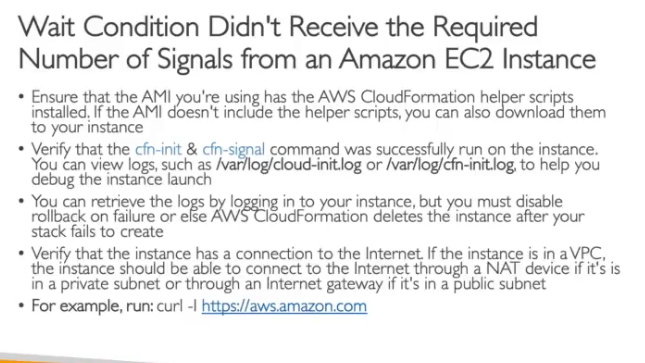 Wait Condition Didn't Receive the Required
Number of Signals from an Amazon EC2 Instance
• Ensure that the AMI you're using has the AWS CloudFormation helper scripts
installed. If the AMI doesn't include the helper scripts, you can also download them
to your instance
• Verify that the cfn-init & cfn-signal command was successfully run on the instance.
You can view logs, such as /var/log/cloud-init.log or /var/log/cfn-init.log, to help you
debug the instance launch
• You can retrieve the logs by logging in to your instance, but you must disable
rollback on failure or else AWS CloudFormation deletes the instance after your
stack fails to create
• Verify that the instance has a connection to the Internet. If the instance is in a VPC,
the instance should be able to connect to the Internet through a NAT device if it's is
in a private subnet or through an Internet gateway if it's in a public subnet
• For example, run: curl -I https://aws.amazon.com